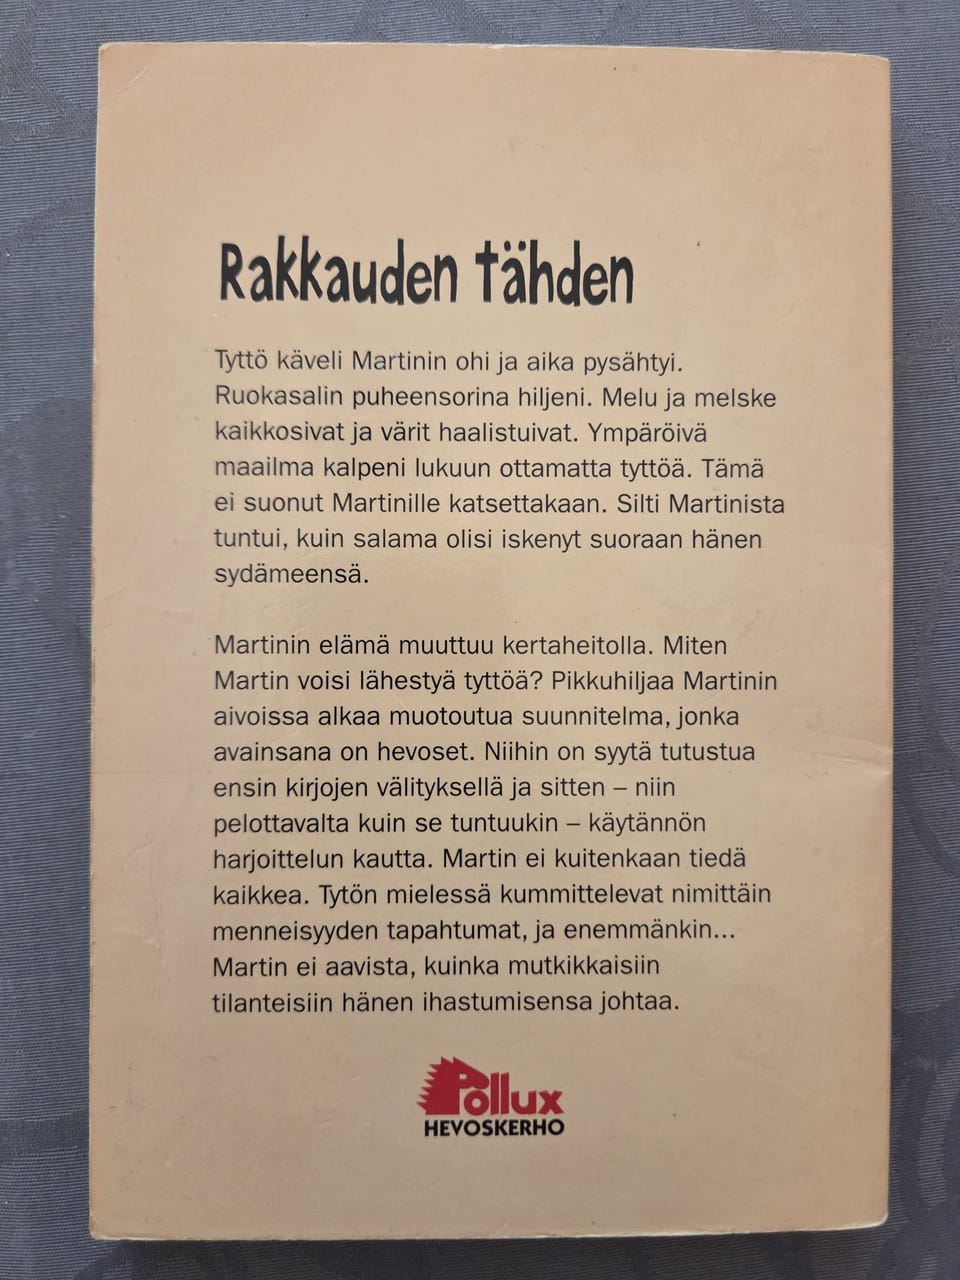 Rakkauden tähden
Tyttö käveli Martinin ohi ja aika pysähtyi.
Ruokasalin puheensorina hiljeni. Melu ja melske
kaikkosivat ja värit haalistuivat. Ympäröivä
maailma kalpeni lukuun ottamatta tyttöä. Tämä
ei suonut Martinille katsettakaan. Silti Martinista
tuntui, kuin salama olisi iskenyt suoraan hänen
sydämeensä.
Martinin elämä muuttuu kertaheitolla. Miten
Martin voisi lähestyä tyttöä? Pikkuhiljaa Martinin
aivoissa alkaa muotoutua suunnitelma, jonka
avainsana on hevoset. Niihin on syytä tutustua
ensin kirjojen välityksellä ja sitten – niin
pelottavalta kuin se tuntuukin – käytännön
harjoittelun kautta. Martin ei kuitenkaan tiedä
kaikkea. Tytön mielessä kummittelevat nimittäin
menneisyyden tapahtumat, ja enemmänkin...
Martin ei aavista, kuinka mutkikkaisiin
tilanteisiin hänen ihastumisensa johtaa.
Pollux
HEVOSKERHO